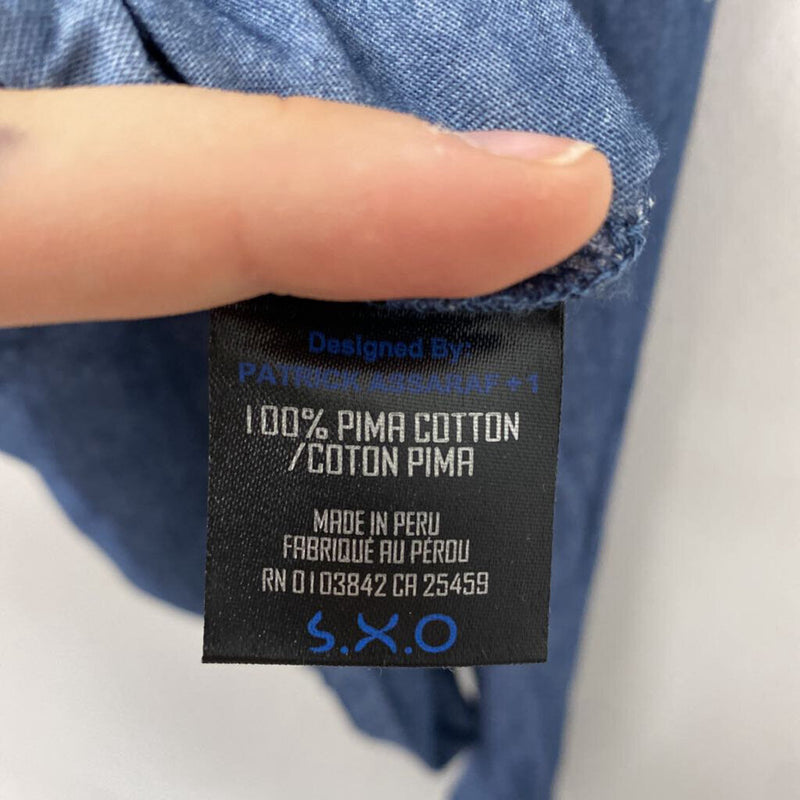 Designed By:
PATRICK ASSARAF + 1
100% PIMA COTTON
/COTON PIMA
MADE IN PERU
FABRIQUÉ AU PÉROU
RN 0103842 CA 25459
S.X.O